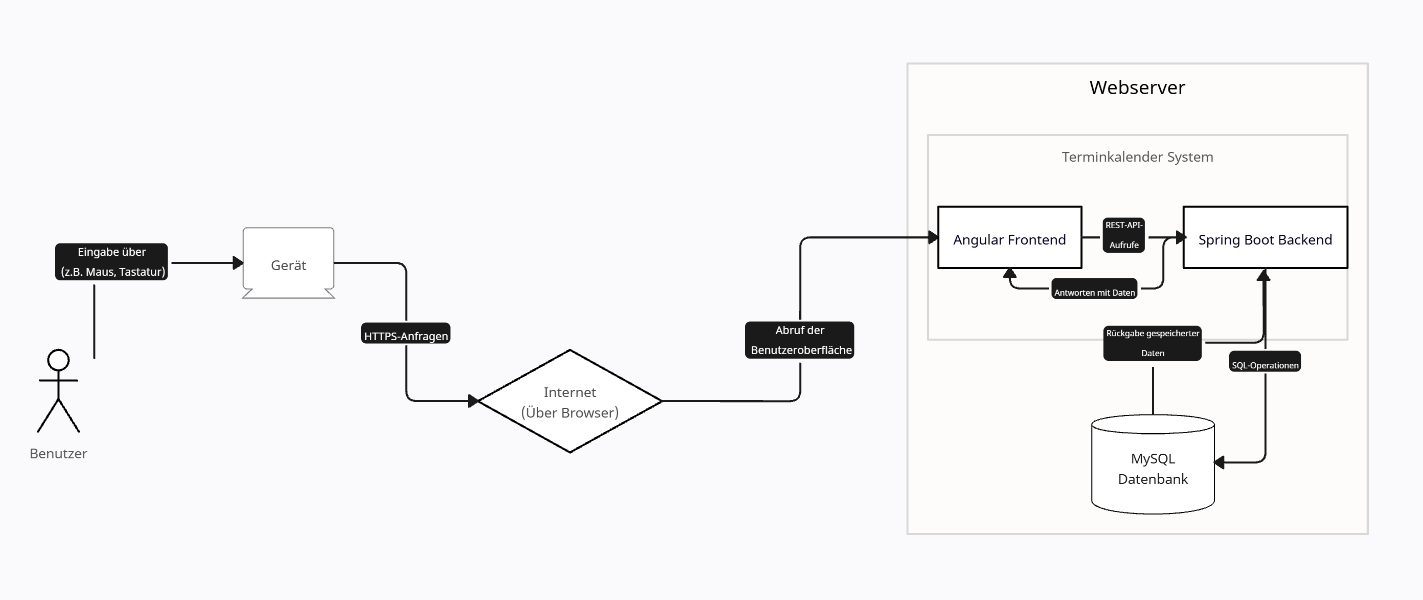 Webserver
Terminkalender System
Angular Frontend
REST-API-
Aufrufe
Spring Boot Backend
Antworten mit Daten
Eingabe über
(z.B. Maus, Tastatur)
Gerät
HTTPS-Anfragen
Abruf der
Benutzeroberfläche
Rückgabe gespeicherter
Daten
SQL-Operationen
Internet
(Über Browser)
Benutzer
MySQL
Datenbank